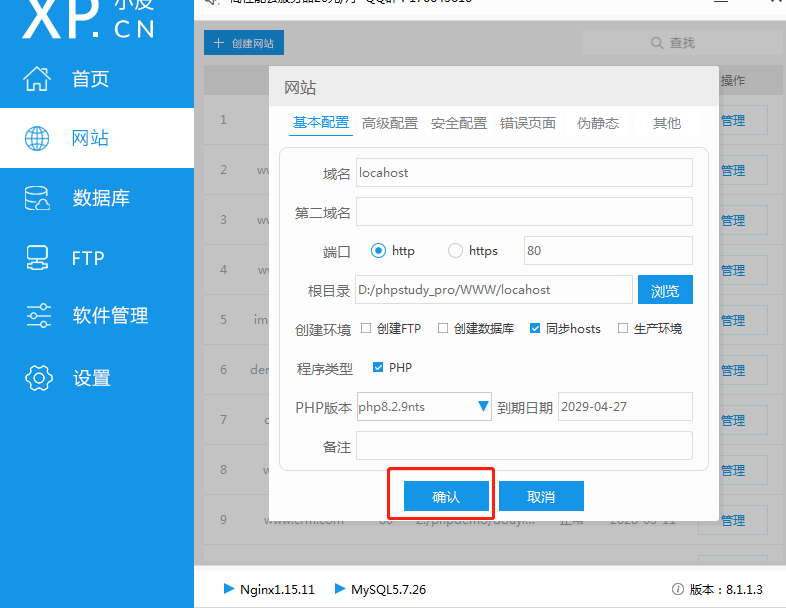 XP. 小皮
CN
首页
网站
数据库
FTP
软件管理
设置
+ 创建网站
查找
操作
1 管理
2 管理
3 管理
4 管理
5 管理
6 管理
7 管理
8 管理
9 管理
网站
基本配置 高级配置 安全配置 错误页面 伪静态 其他
域名 locahost
第二域名
端口 http https 80
根目录 D:/phpstudy_pro/WWW/locahost 浏览
创建环境 创建FTP 创建数据库 同步hosts 生产环境
程序类型 PHP
PHP版本 php8.2.9nts 到期日期 2029-04-27
备注
确认 取消
Nginx1.15.11 MySQL5.7.26 版本：8.1.1.3